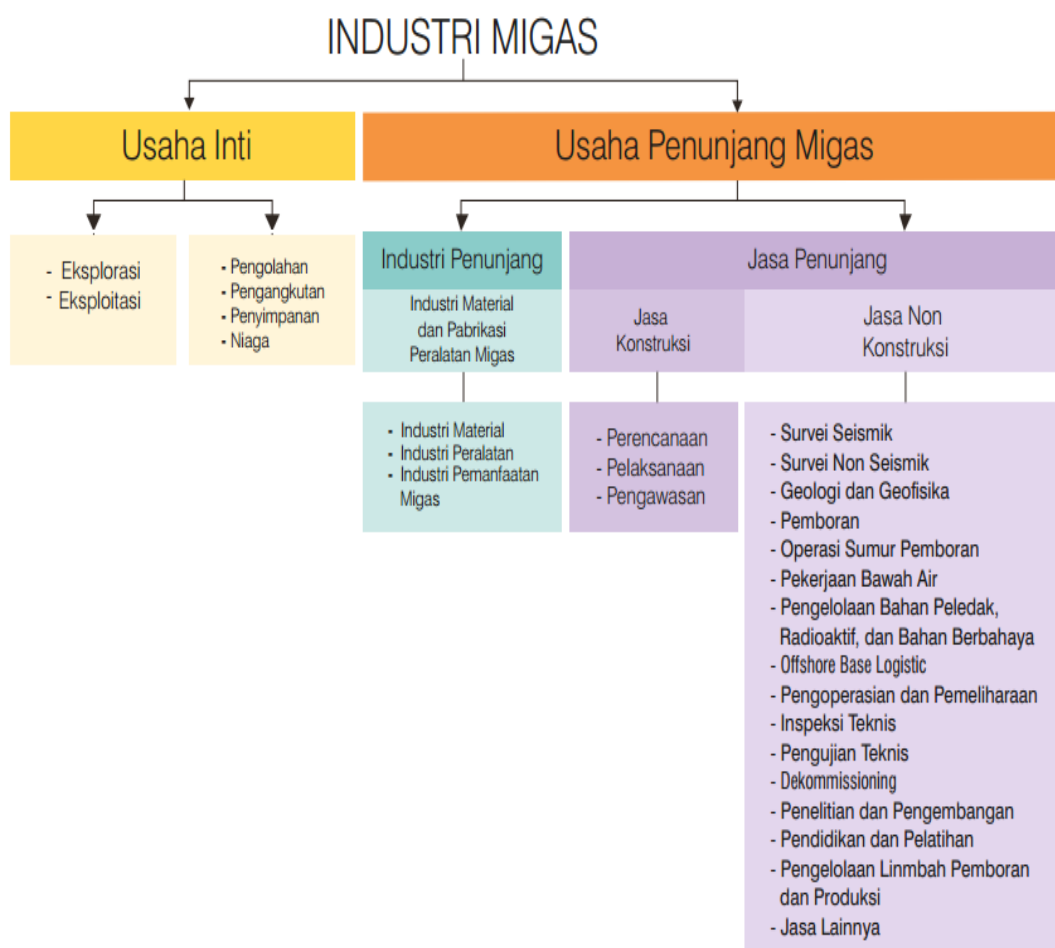 INDUSTRI MIGAS
Usaha Inti
Usaha Penunjang Migas
- Eksplorasi
- Eksploitasi
- Pengolahan
- Pengangkutan
- Penyimpanan
- Niaga
Industri Penunjang
Industri Material
dan Pabrikasi
Peralatan Migas
- Industri Material
- Industri Peralatan
- Industri Pemanfaatan
Migas
Jasa Penunjang
Jasa
Konstruksi
- Perencanaan
- Pelaksanaan
- Pengawasan
Jasa Non
Konstruksi
- Survei Seismik
- Survei Non Seismik
- Geologi dan Geofisika
- Pemboran
- Operasi Sumur Pemboran
- Pekerjaan Bawah Air
- Pengelolaan Bahan Peledak,
Radioaktif, dan Bahan Berbahaya
- Offshore Base Logistic
- Pengoperasian dan Pemeliharaan
- Inspeksi Teknis
- Pengujian Teknis
- Dekommissioning
- Penelitian dan Pengembangan
- Pendidikan dan Pelatihan
- Pengelolaan Linmbah Pemboran
dan Produksi
- Jasa Lainnya